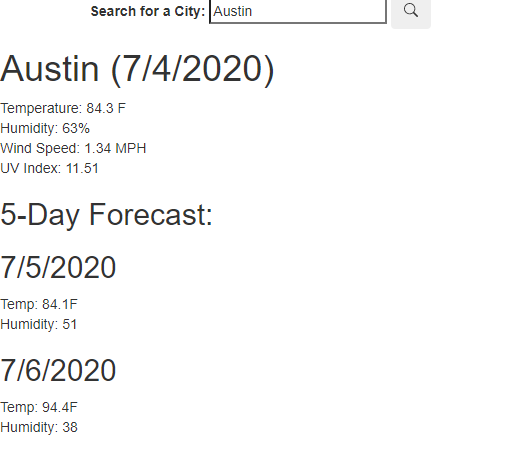 Search for a City: Austin
Austin (7/4/2020)
Temperature: 84.3 F
Humidity: 63%
Wind Speed: 1.34 MPH
UV Index: 11.51
5-Day Forecast:
7/5/2020
Temp: 84.1F
Humidity: 51
7/6/2020
Temp: 94.4F
Humidity: 38